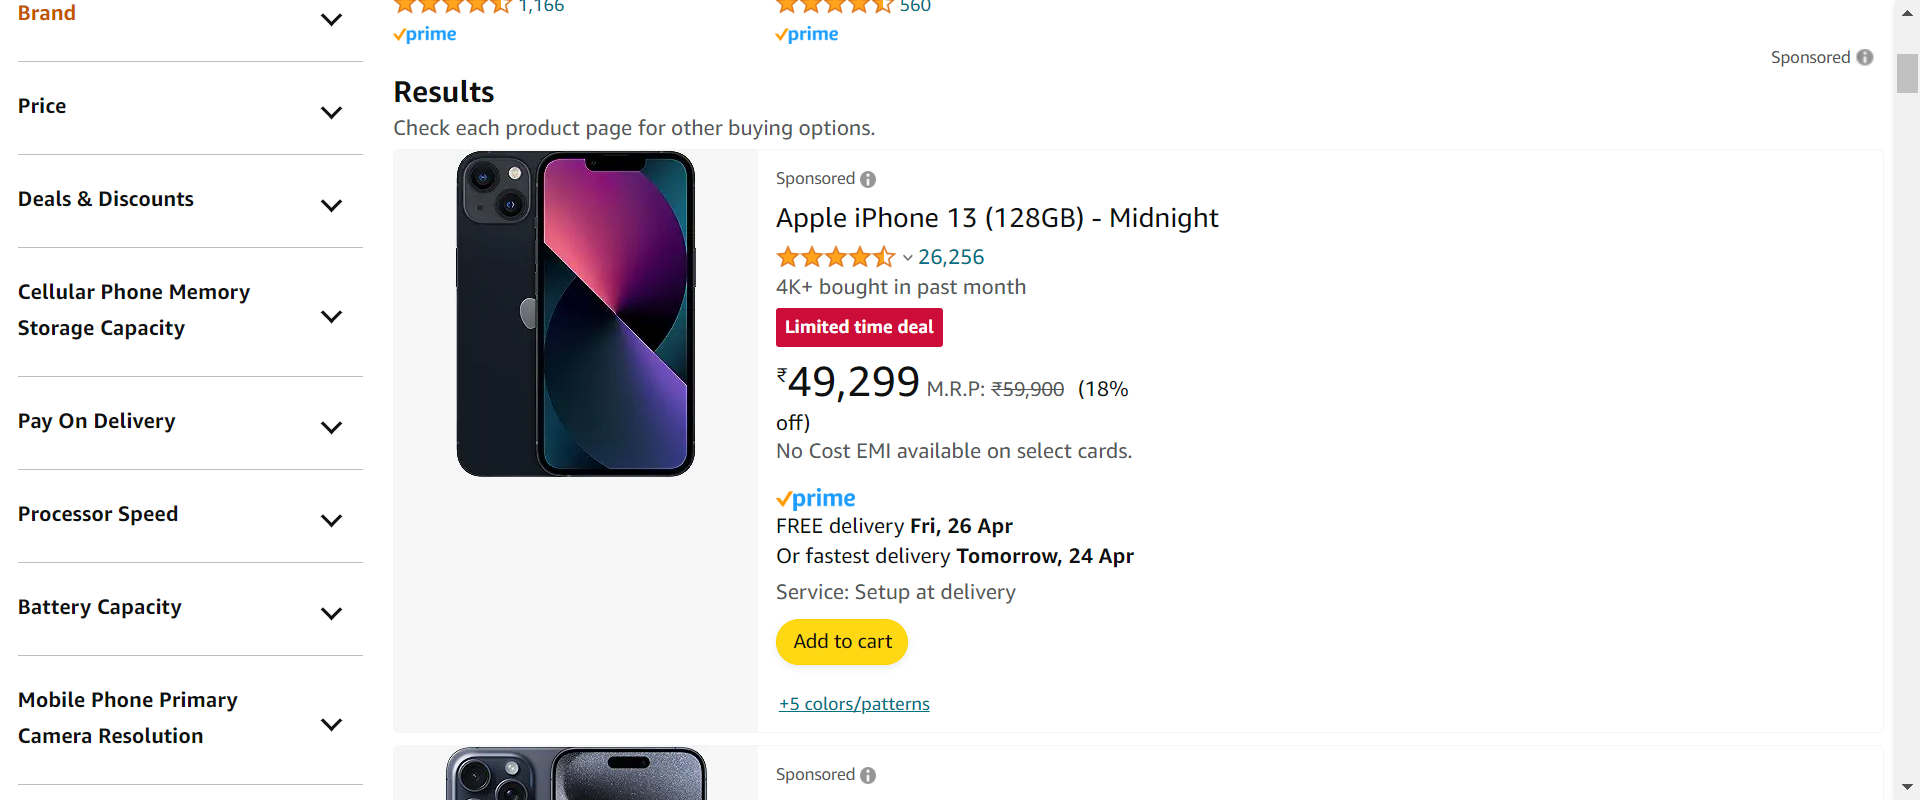 Brand
Price
Deals & Discounts
Cellular Phone Memory
Storage Capacity
Pay On Delivery
Processor Speed
Battery Capacity
Mobile Phone Primary
Camera Resolution
1,166
560
prime
prime
Sponsored
Results
Check each product page for other buying options.
Sponsored
Apple iPhone 13 (128GB) - Midnight
26,256
4K+ bought in past month
Limited time deal
₹49,299 M.R.P: ₹59,900 (18%
off)
No Cost EMI available on select cards.
prime
FREE delivery Fri, 26 Apr
Or fastest delivery Tomorrow, 24 Apr
Service: Setup at delivery
Add to cart
+5 colors/patterns
Sponsored